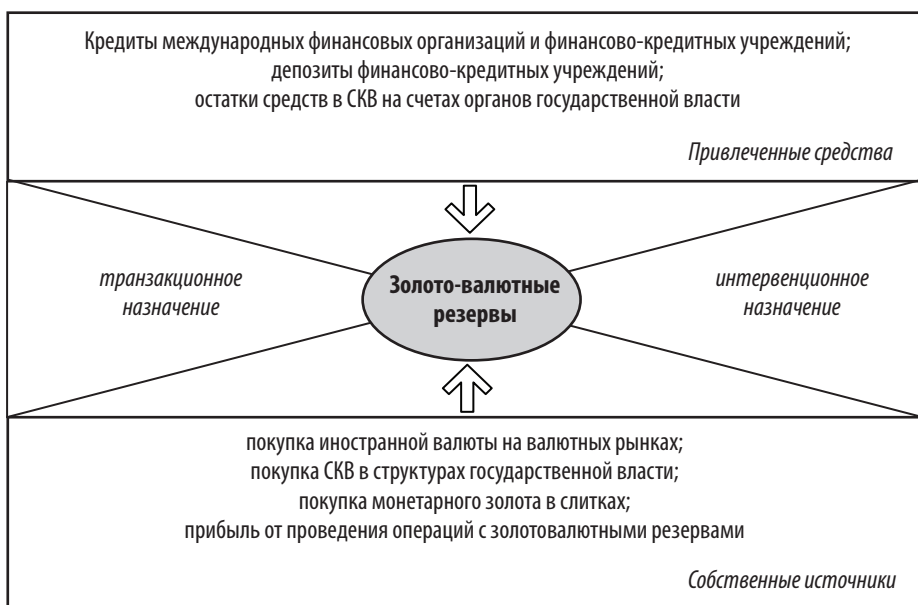 Кредиты международных финансовых организаций и финансово-кредитных учреждений;
депозиты финансово-кредитных учреждений;
остатки средств в СКВ на счетах органов государственной власти
Привлеченные средства
транзакционное
назначение
Золото-валютные
резервы
интервенционное
назначение
покупка иностранной валюты на валютных рынках;
покупка СКВ в структурах государственной власти;
покупка монетарного золота в слитках;
прибыль от проведения операций с золотовалютными резервами
Собственные источники